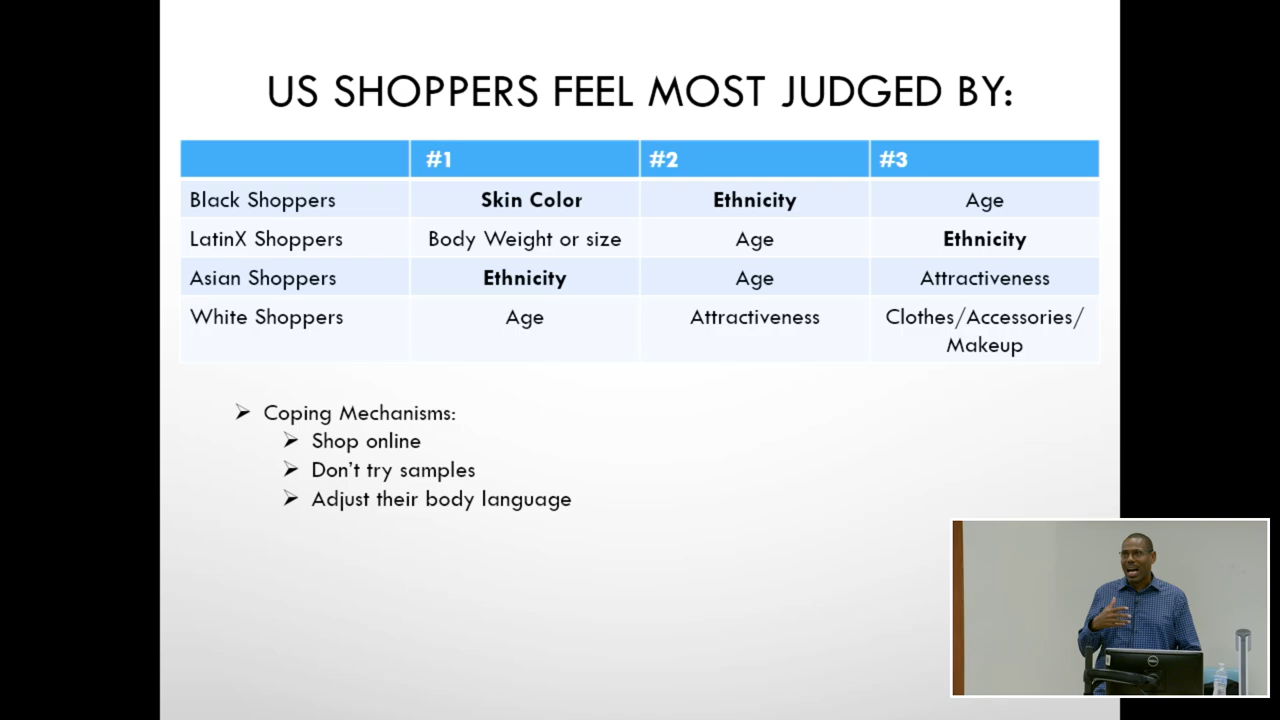 US SHOPPERS FEEL MOST JUDGED BY:
#1 #2 #3
Black Shoppers Skin Color Ethnicity Age
LatinX Shoppers Body Weight or size Age Ethnicity
Asian Shoppers Ethnicity Age Attractiveness
White Shoppers Age Attractiveness Clothes/Accessories/
Makeup
Coping Mechanisms:
Shop online
Don't try samples
Adjust their body language
DELL